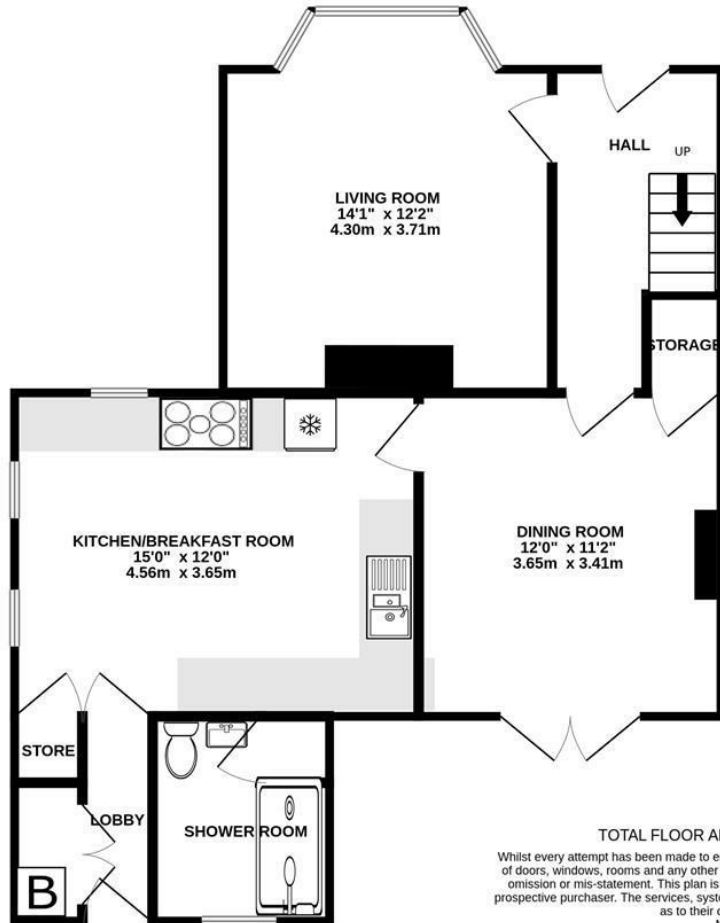 HALL
UP
LIVING ROOM
14'1" x 12'2"
4.30m x 3.71m
STORAGE
KITCHEN/BREAKFAST ROOM
15'0" x 12'0"
4.56m x 3.65m
DINING ROOM
12'0" x 11'2"
3.65m x 3.41m
STORE
LOBBY
SHOWER ROOM
B
TOTAL FLOOR
Whilst every attempt has been made to
of doors, windows, rooms and any other
omission or mis-statement. This plan is
prospective purchaser. The services,
as to their